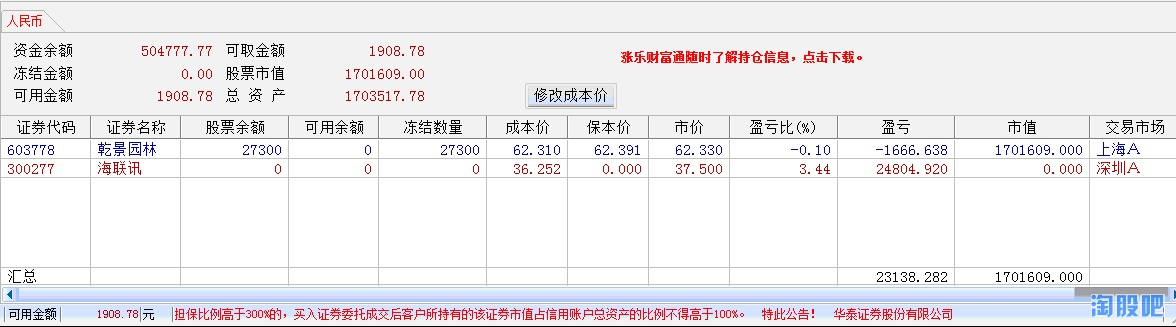 人民币
资金余额 504777.77 可取金额 1908.78
涨乐财富通随时了解持仓信息，点击下载。
冻结金额 0.00 股票市值 1701609.00
可用金额 1908.78 总 资 产 1703517.78 修改成本价
证券代码 证券名称 股票余额 可用余额 冻结数量 成本价 保本价 市价 盈亏比(%) 盈亏 市值 交易市场
603778 乾景园林 27300 0 27300 62.310 62.391 62.330 -0.10 -1666.638 1701609.000 上海A
300277 海联讯 0 0 0 36.252 0.000 37.500 3.44 24804.920 0.000 深圳A
汇总 23138.282 1701609.000
淘股吧
可用金额 1908.78 元 担保比例高于300%的，买入证券委托成交后客户所持有的该证券市值占信用账户总资产的比例不得高于100%。 特此公告！ 华泰证券股份有限公司